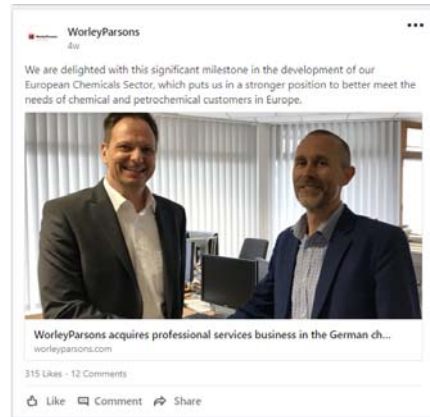 WorleyParsons
4w
We are delighted with this significant milestone in the development of our
European Chemicals Sector, which puts us in a stronger position to better meet the
needs of chemical and petrochemical customers in Europe.
WorleyParsons acquires professional services business in the German ch...
worleyparsons.com
315 Likes · 12 Comments
Like Comment Share